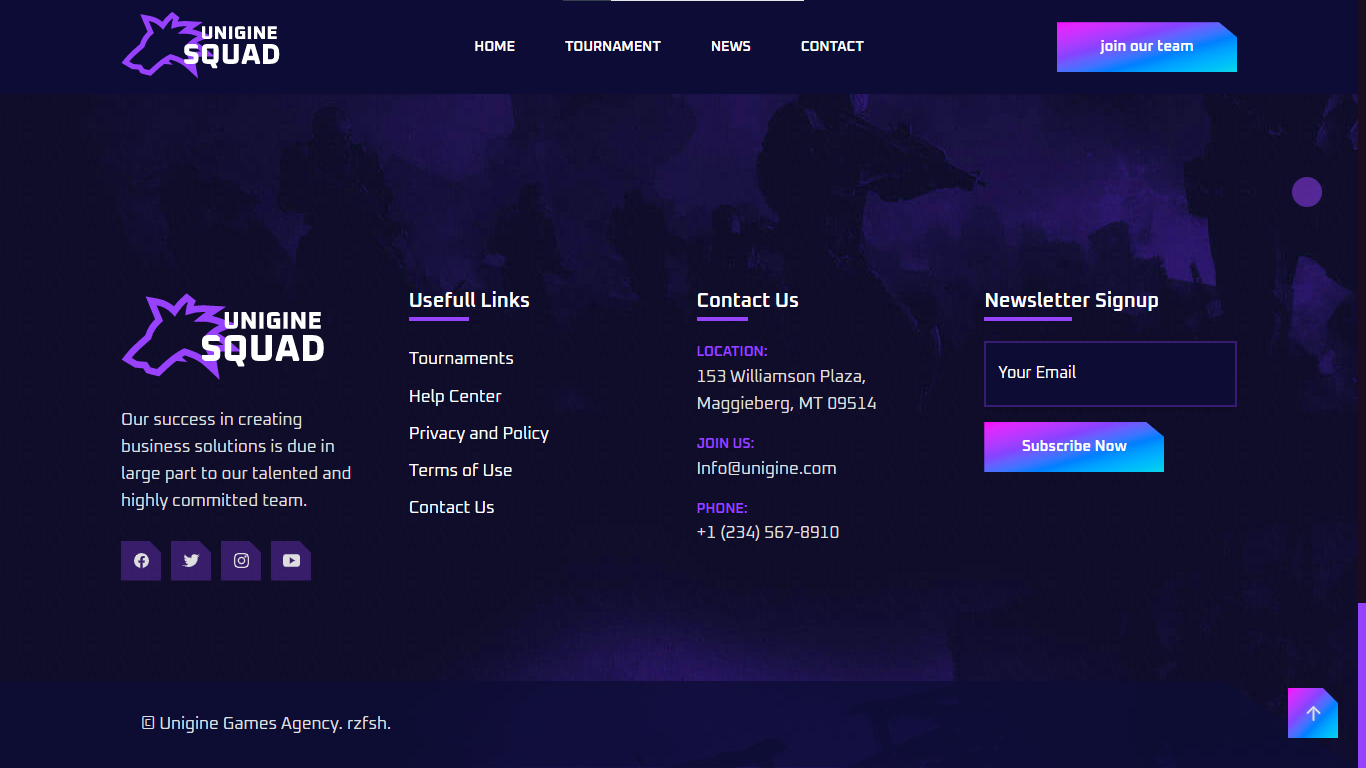 UNIGINE
SQUAD
HOME
TOURNAMENT
NEWS
CONTACT
join our team
UNIGINE
SQUAD
Our success in creating
business solutions is due in
large part to our talented and
highly committed team.
Usefull Links
Tournaments
Help Center
Privacy and Policy
Terms of Use
Contact Us
Contact Us
LOCATION:
153 Williamson Plaza,
Maggieberg, MT 09514
JOIN US:
Info@unigine.com
PHONE:
+1 (234) 567-8910
Newsletter Signup
Your Email
Subscribe Now
© Unigine Games Agency. rzfsh.